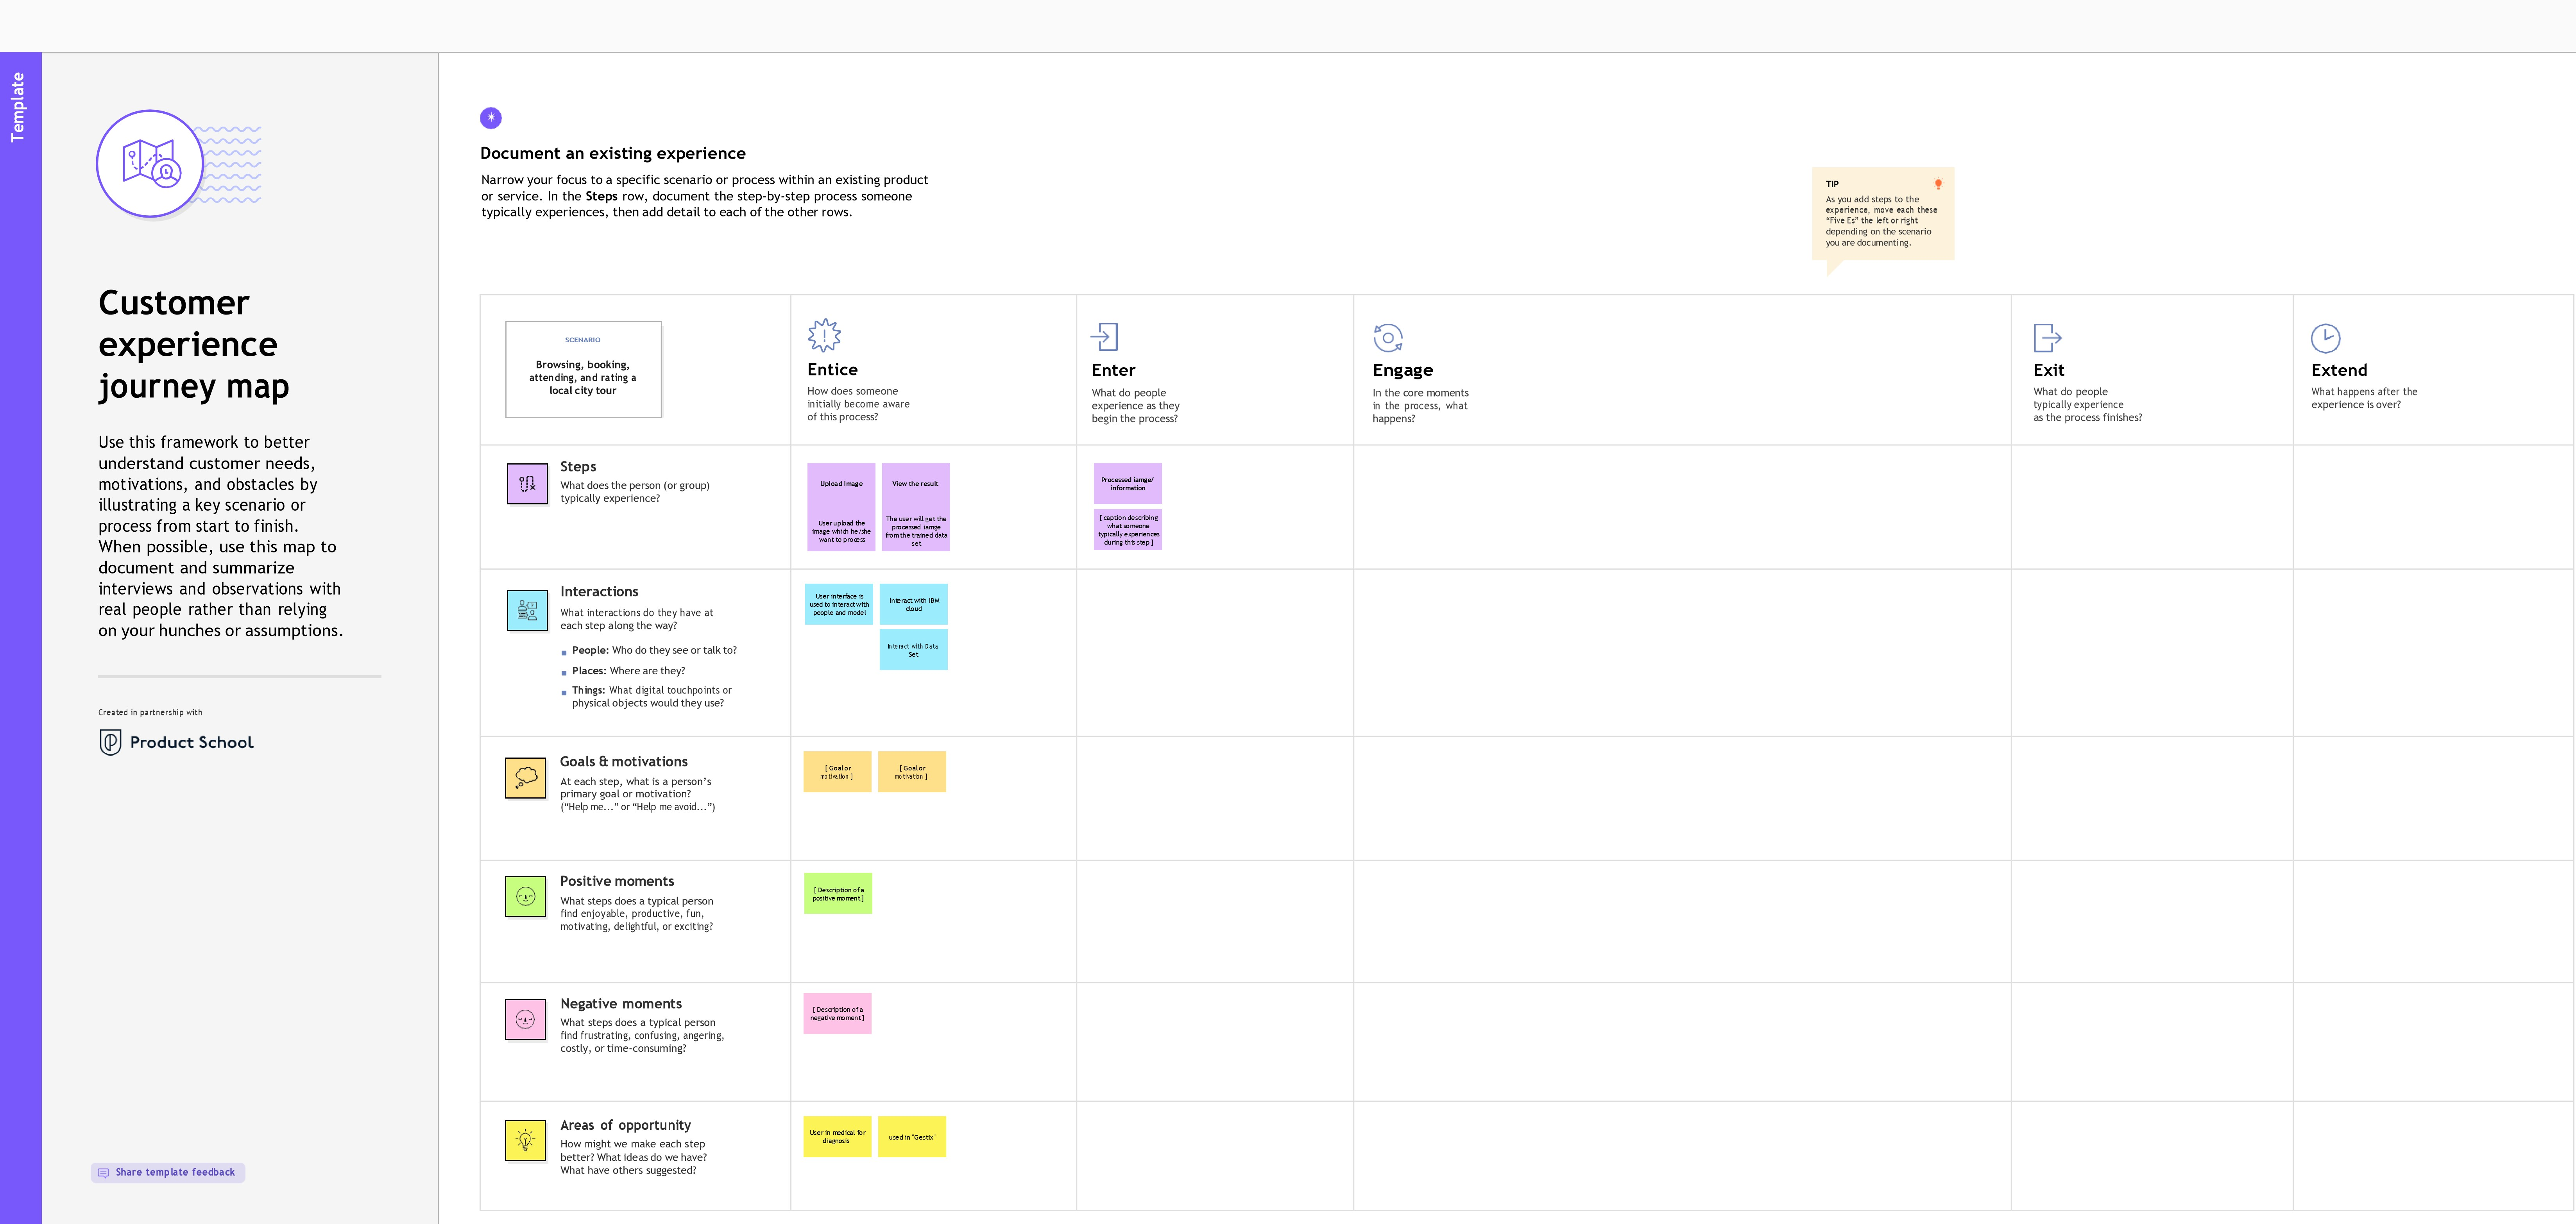 Template
Customer
experience
journey map
Use this framework to better
understand customer needs,
motivations, and obstacles by
illustrating a key scenario or
process from start to finish.
When possible, use this map to
document and summarize
interviews and observations with
real people rather than relying
on your hunches or assumptions.
Created in partnership with
Product School
Share template feedback
Document an existing experience
Narrow your focus to a specific scenario or process within an existing product
or service. In the Steps row, document the step-by-step process someone
typically experiences, then add detail to each of the other rows.
TIP
As you add steps to the
experience, move each these
“Five Es” the left or right
depending on the scenario
you are documenting.
SCENARIO
Browsing, booking,
attending, and rating a
local city tour
Entice
How does someone
initially become aware
of this process?
Enter
What do people
experience as they
begin the process?
Engage
In the core moments
in the process, what
happens?
Exit
What do people
typically experience
as the process finishes?
Extend
What happens after the
experience is over?
Steps
What does the person (or group)
typically experience?
Upload image
User upload the
image which he/she
want to process
View the result
The user will get the
processed iamge
from the trained data
set
Processed iamge/
information
[ caption describing
what someone
typically experiences
during this step ]
Interactions
What interactions do they have at
each step along the way?
People: Who do they see or talk to?
Places: Where are they?
Things: What digital touchpoints or
physical objects would they use?
User interface is
used to interact with
people and model
Interact with IBM
cloud
Interact with Data
Set
Goals & motivations
At each step, what is a person’s
primary goal or motivation?
(“Help me...” or “Help me avoid...”)
[ Goal or
motivation ]
[ Goal or
motivation ]
Positive moments
What steps does a typical person
find enjoyable, productive, fun,
motivating, delightful, or exciting?
[ Description of a
positive moment ]
Negative moments
What steps does a typical person
find frustrating, confusing, angering,
costly, or time-consuming?
[ Description of a
negative moment ]
Areas of opportunity
How might we make each step
better? What ideas do we have?
What have others suggested?
User in medical for
diagnosis
used in "Gestix"